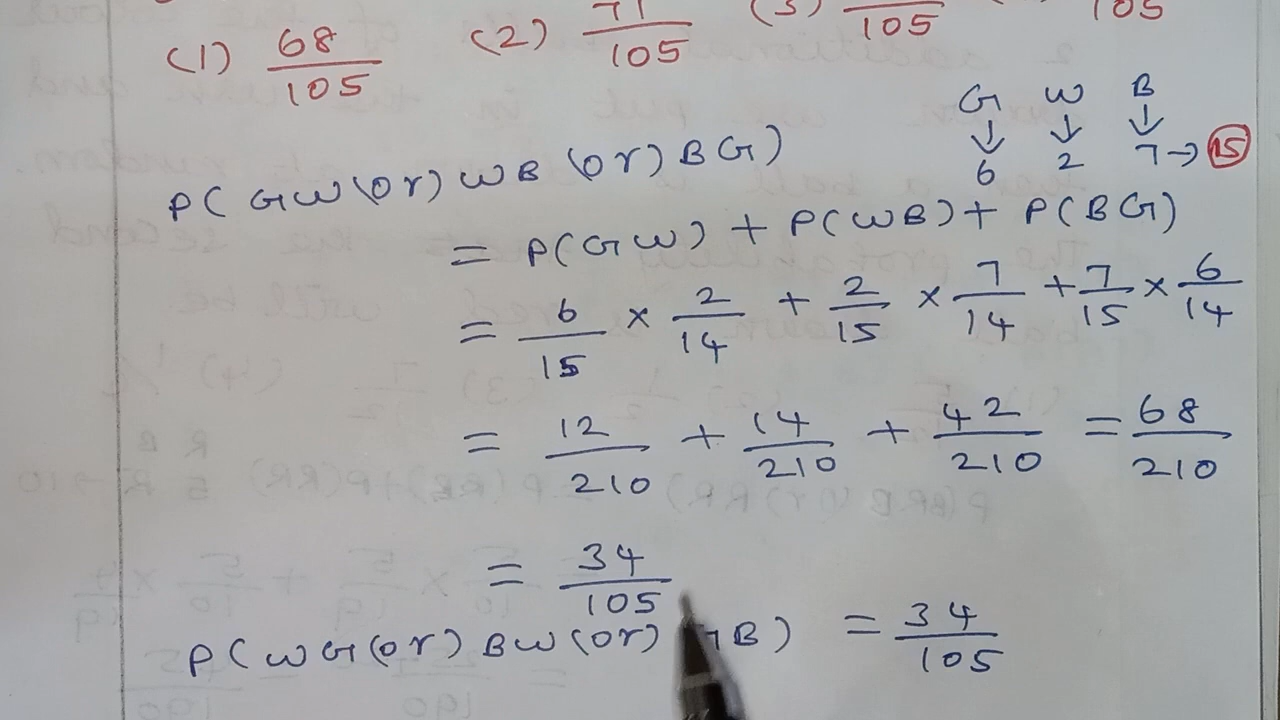 (1) 68/105 (2) 71/105 (3) /105 105
G W B
↓ ↓ ↓
6 2 7 → 15
P(GW (or) WB (or) BG)
= P(GW) + P(WB) + P(BG)
= 6/15 × 2/14 + 2/15 × 7/14 + 7/15 × 6/14
= 12/210 + 14/210 + 42/210 = 68/210
= 34/105
P(WG (or) BW (or) GB) = 34/105